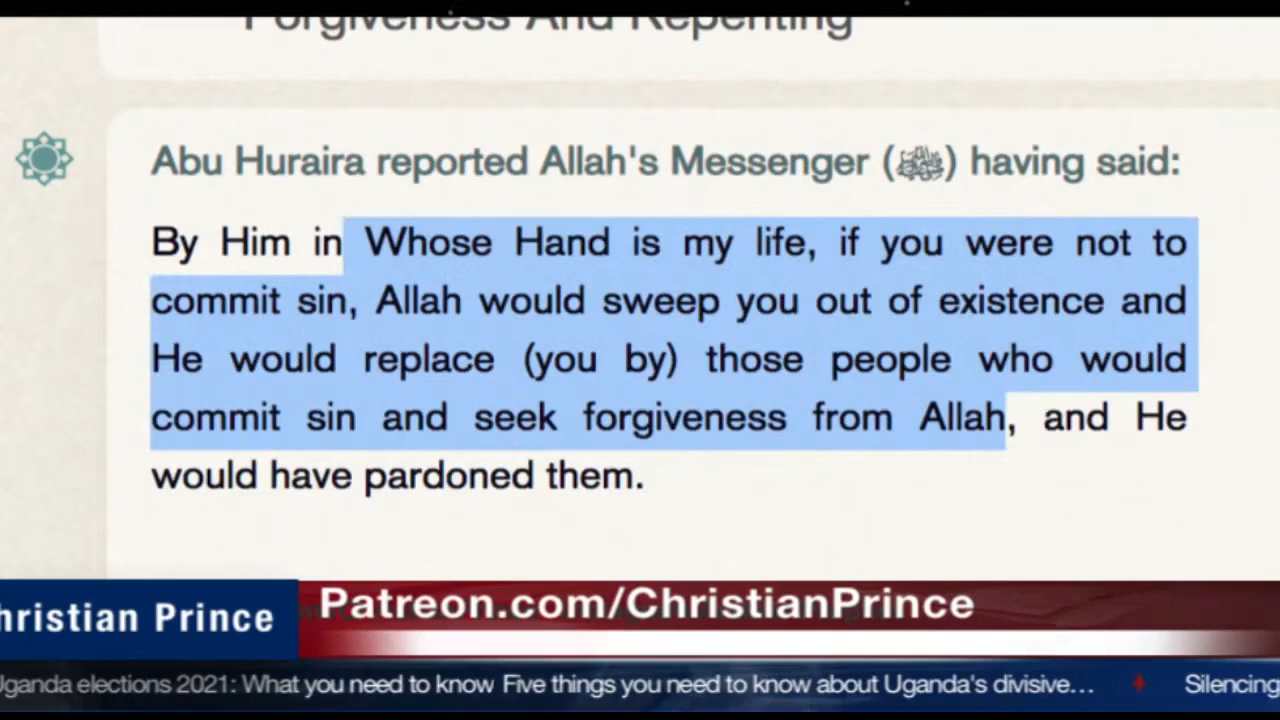 Forgiveness And Repenting
Abu Huraira reported Allah's Messenger (ﷺ) having said:
By Him in Whose Hand is my life, if you were not to
commit sin, Allah would sweep you out of existence and
He would replace (you by) those people who would
commit sin and seek forgiveness from Allah, and He
would have pardoned them.
hristian Prince
Patreon.com/ChristianPrince
Uganda elections 2021: What you need to know Five things you need to know about Uganda's divisive... Silencing